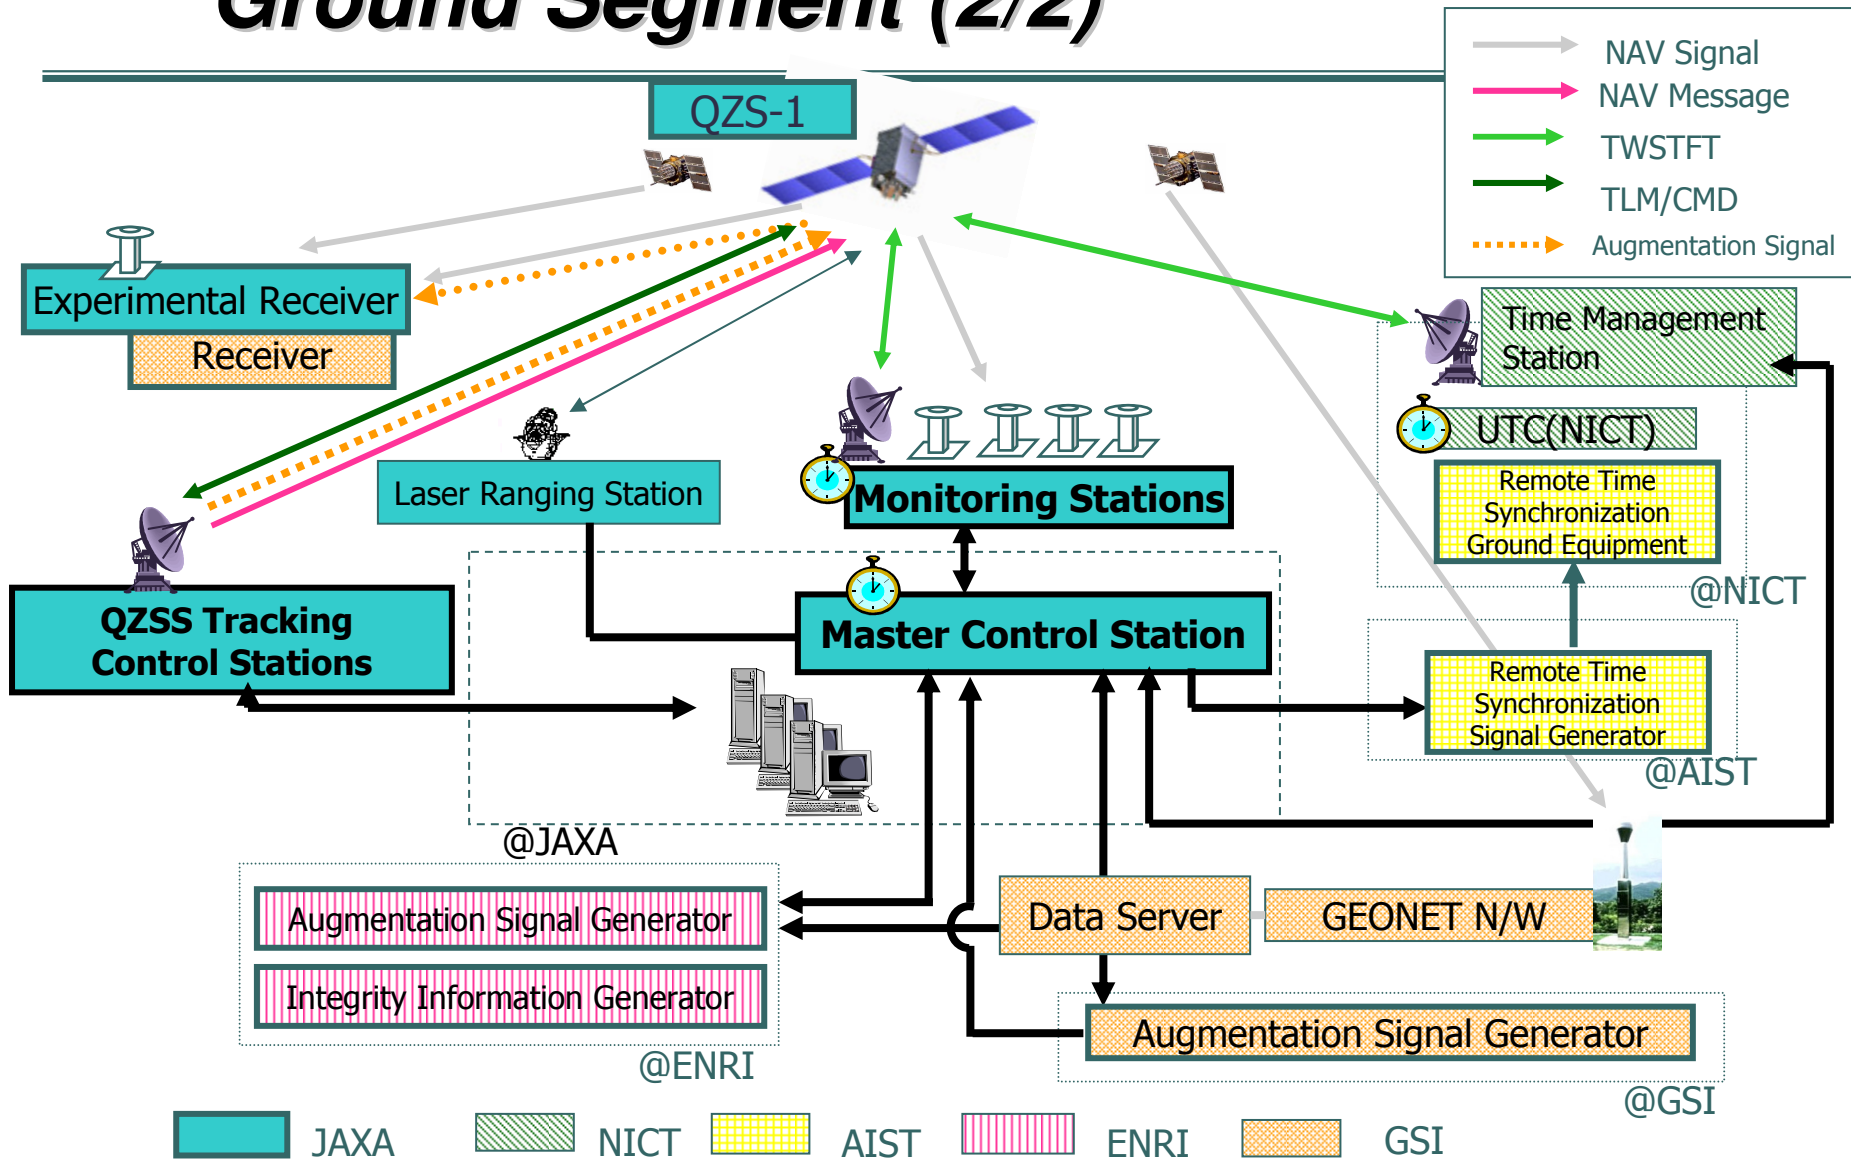 Ground Segment (2/2)
NAV Signal
NAV Message
TWSTFT
TLM/CMD
Augmentation Signal
QZS-1
Experimental Receiver
Receiver
Time Management
Station
UTC(NICT)
Remote Time
Synchronization
Ground Equipment
@NICT
Laser Ranging Station
Monitoring Stations
QZSS Tracking
Control Stations
Master Control Station
Remote Time
Synchronization
Signal Generator
@AIST
@JAXA
Augmentation Signal Generator
Integrity Information Generator
@ENRI
Data Server
GEONET N/W
Augmentation Signal Generator
@GSI
JAXA
NICT
AIST
ENRI
GSI